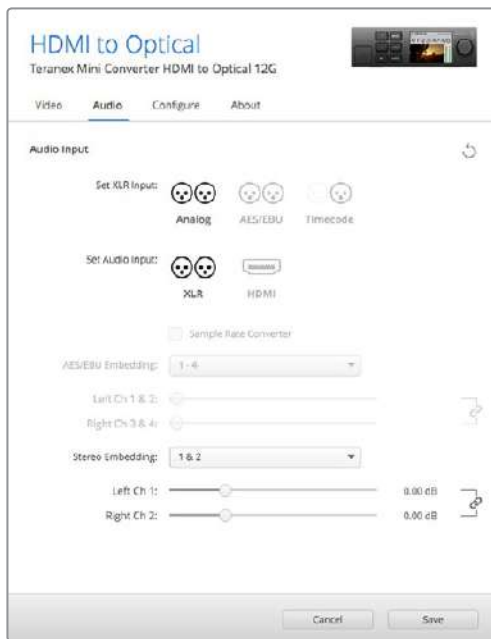 HDMI to Optical
Teranex Mini Converter HDMI to Optical 12G
Video Audio Configure About
Audio Input
Set XLR Input:
Analog AES/EBU Timecode
Set Audio Input:
XLR HDMI
Sample Rate Converter
AES/EBU Embedding: 1 - 4
Left Ch 1 & 2:
Right Ch 3 & 4:
Stereo Embedding: 1 & 2
Left Ch 1: 0.00 dB
Right Ch 2: 0.00 dB
Cancel Save